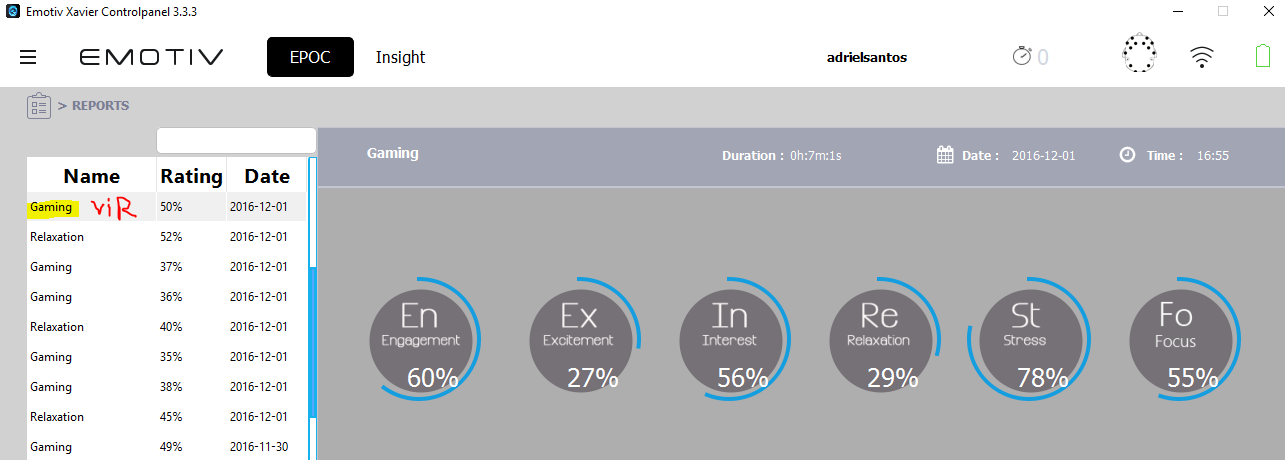 Emotiv Xavier Controlpanel 3.3.3
EMOTIV EPOC Insight adrielsantos 0
> REPORTS
Gaming Duration : 0h:7m:1s Date : 2016-12-01 Time : 16:55
Name Rating Date
Gaming viR 50% 2016-12-01
Relaxation 52% 2016-12-01
Gaming 37% 2016-12-01
Gaming 36% 2016-12-01
Relaxation 40% 2016-12-01
Gaming 35% 2016-12-01
Gaming 38% 2016-12-01
Relaxation 45% 2016-12-01
Gaming 49% 2016-11-30
En Ex In Re St Fo
Engagement Excitement Interest Relaxation Stress Focus
60% 27% 56% 29% 78% 55%